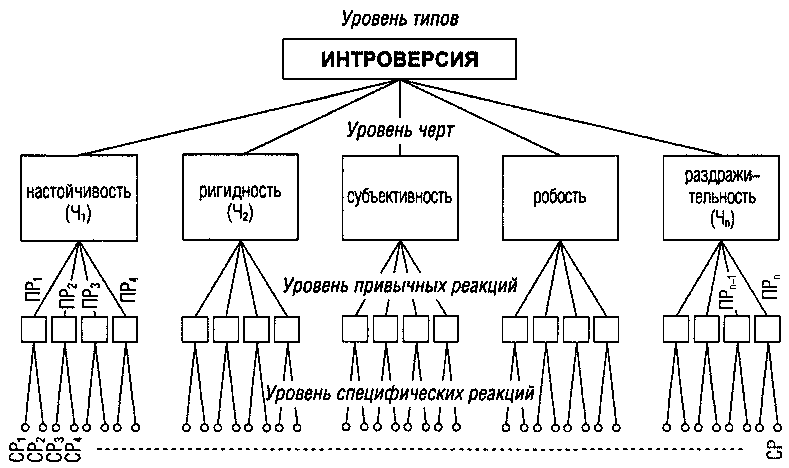 Уровень типов
ИНТРОВЕРСИЯ
Уровень черт
настойчивость
(Ч₁)
ригидность
(Ч₂)
субъективность
робость
раздражи-
тельность
(Чₙ)
Уровень привычных реакций
ПР₁
ПР₂
ПР₃
ПР₄
ПРₙ₋₁
ПРₙ
Уровень специфических реакций
СР₁
СР₂
СР₃
СР₄
СР